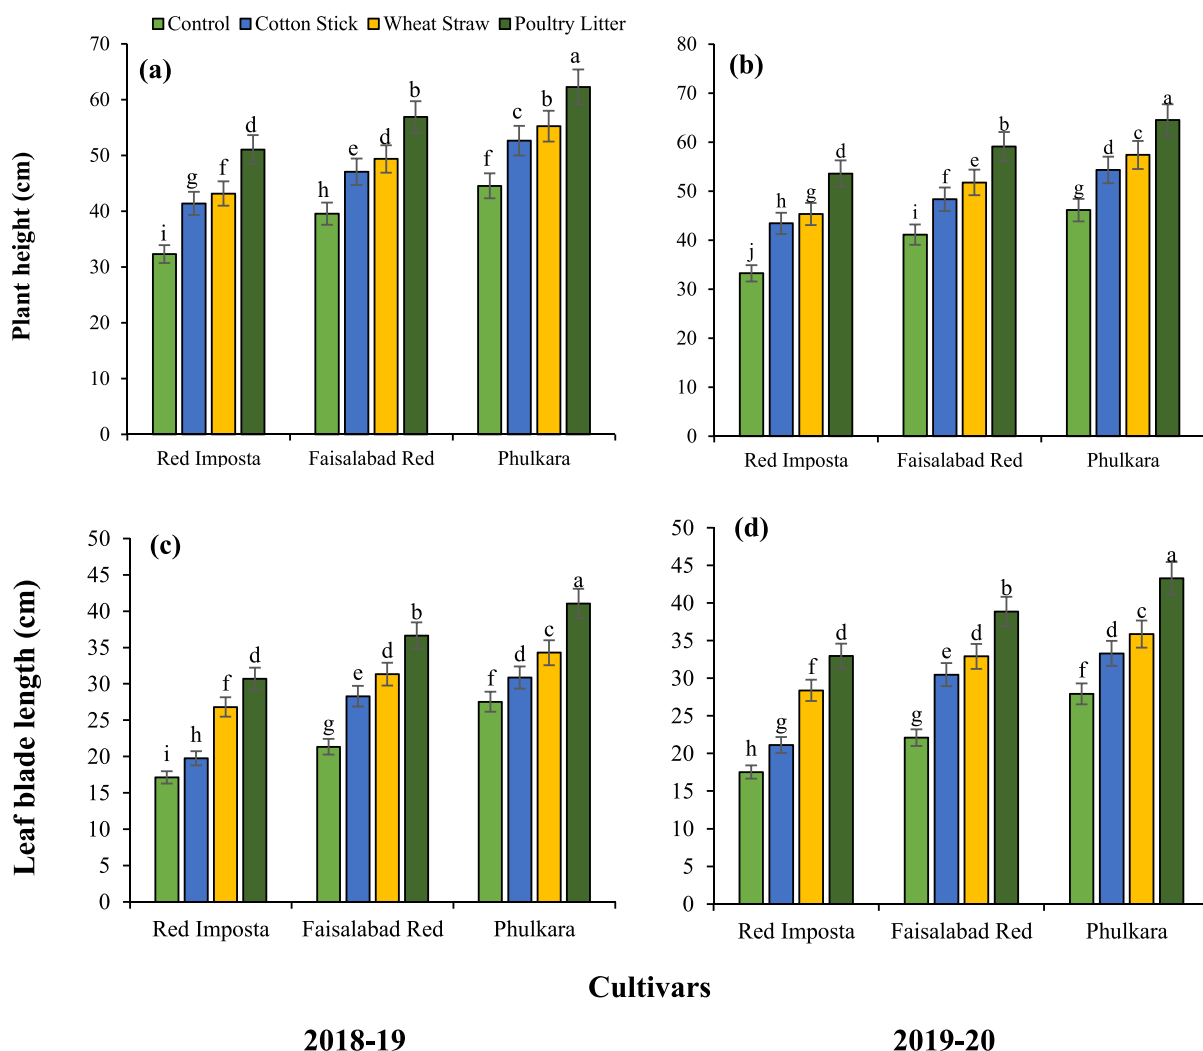 Control Cotton Stick Wheat Straw Poultry Litter
Plant height (cm)
(a)
70
60
50
40
30
20
10
0
i g f d
h e d b
f c b a
Red Imposta Faisalabad Red Phulkara
(b)
80
70
60
50
40
30
20
10
0
j h g d
i f e b
g d c a
Red Imposta Faisalabad Red Phulkara
Leaf blade length (cm)
(c)
50
45
40
35
30
25
20
15
10
5
0
i g f d
g e d b
f d c a
Red Imposta Faisalabad Red Phulkara
(d)
50
45
40
35
30
25
20
15
10
5
0
h g f d
g e d b
f d c a
Red Imposta Faisalabad Red Phulkara
Cultivars
2018-19 2019-20